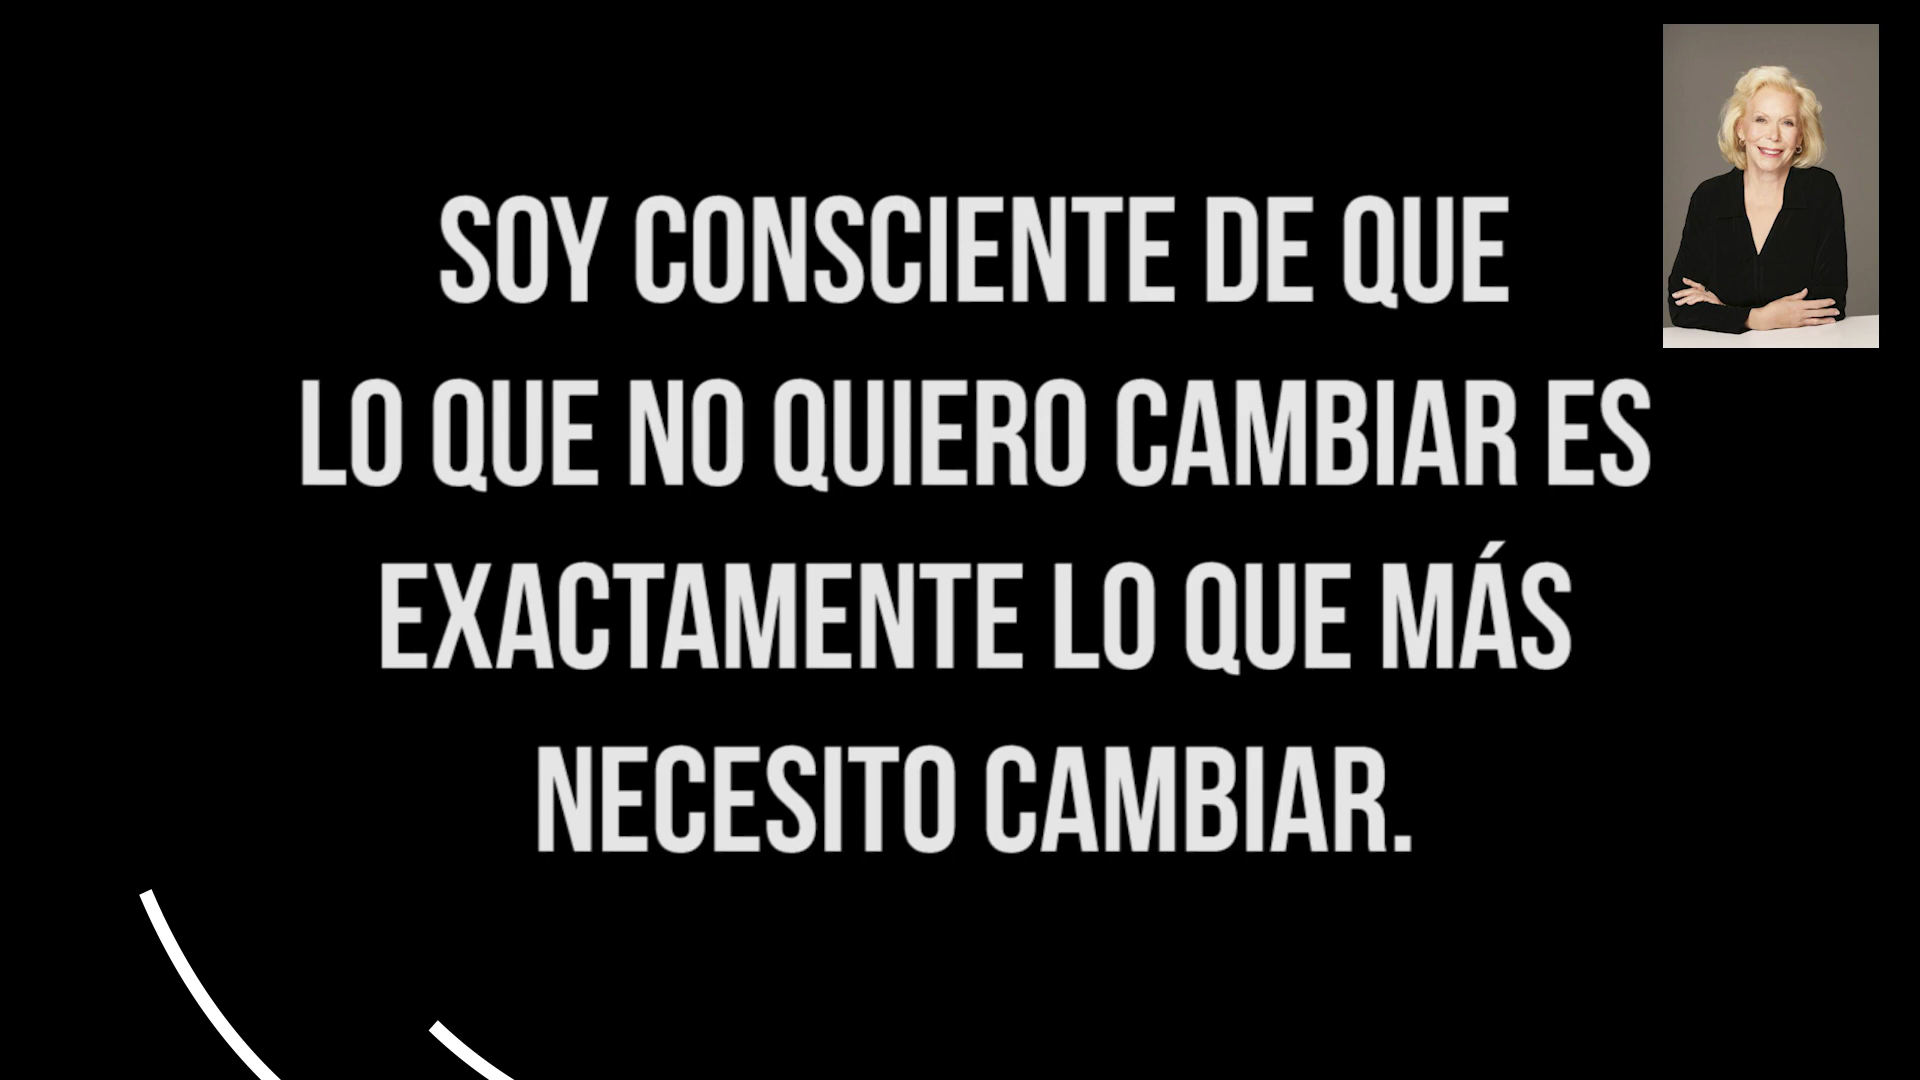 SOY CONSCIENTE DE QUE
LO QUE NO QUIERO CAMBIAR ES
EXACTAMENTE LO QUE MÁS
NECESITO CAMBIAR.